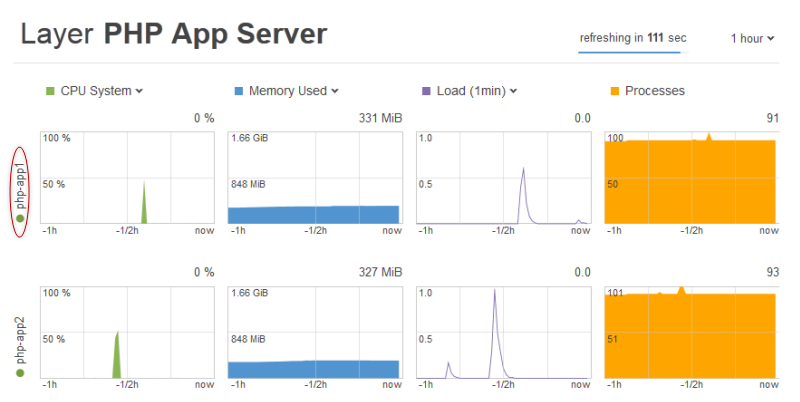 Layer PHP App Server
refreshing in 111 sec
1 hour
CPU System
Memory Used
Load (1min)
Processes
php-app1
0 %
100 %
50 %
-1h
-1/2h
now
331 MiB
1.66 GiB
848 MiB
-1h
-1/2h
now
0.0
1.0
0.5
-1h
-1/2h
now
91
100
50
-1h
-1/2h
now
php-app2
0 %
100 %
50 %
-1h
-1/2h
now
327 MiB
1.66 GiB
848 MiB
-1h
-1/2h
now
0.0
1.0
0.5
-1h
-1/2h
now
93
101
51
-1h
-1/2h
now